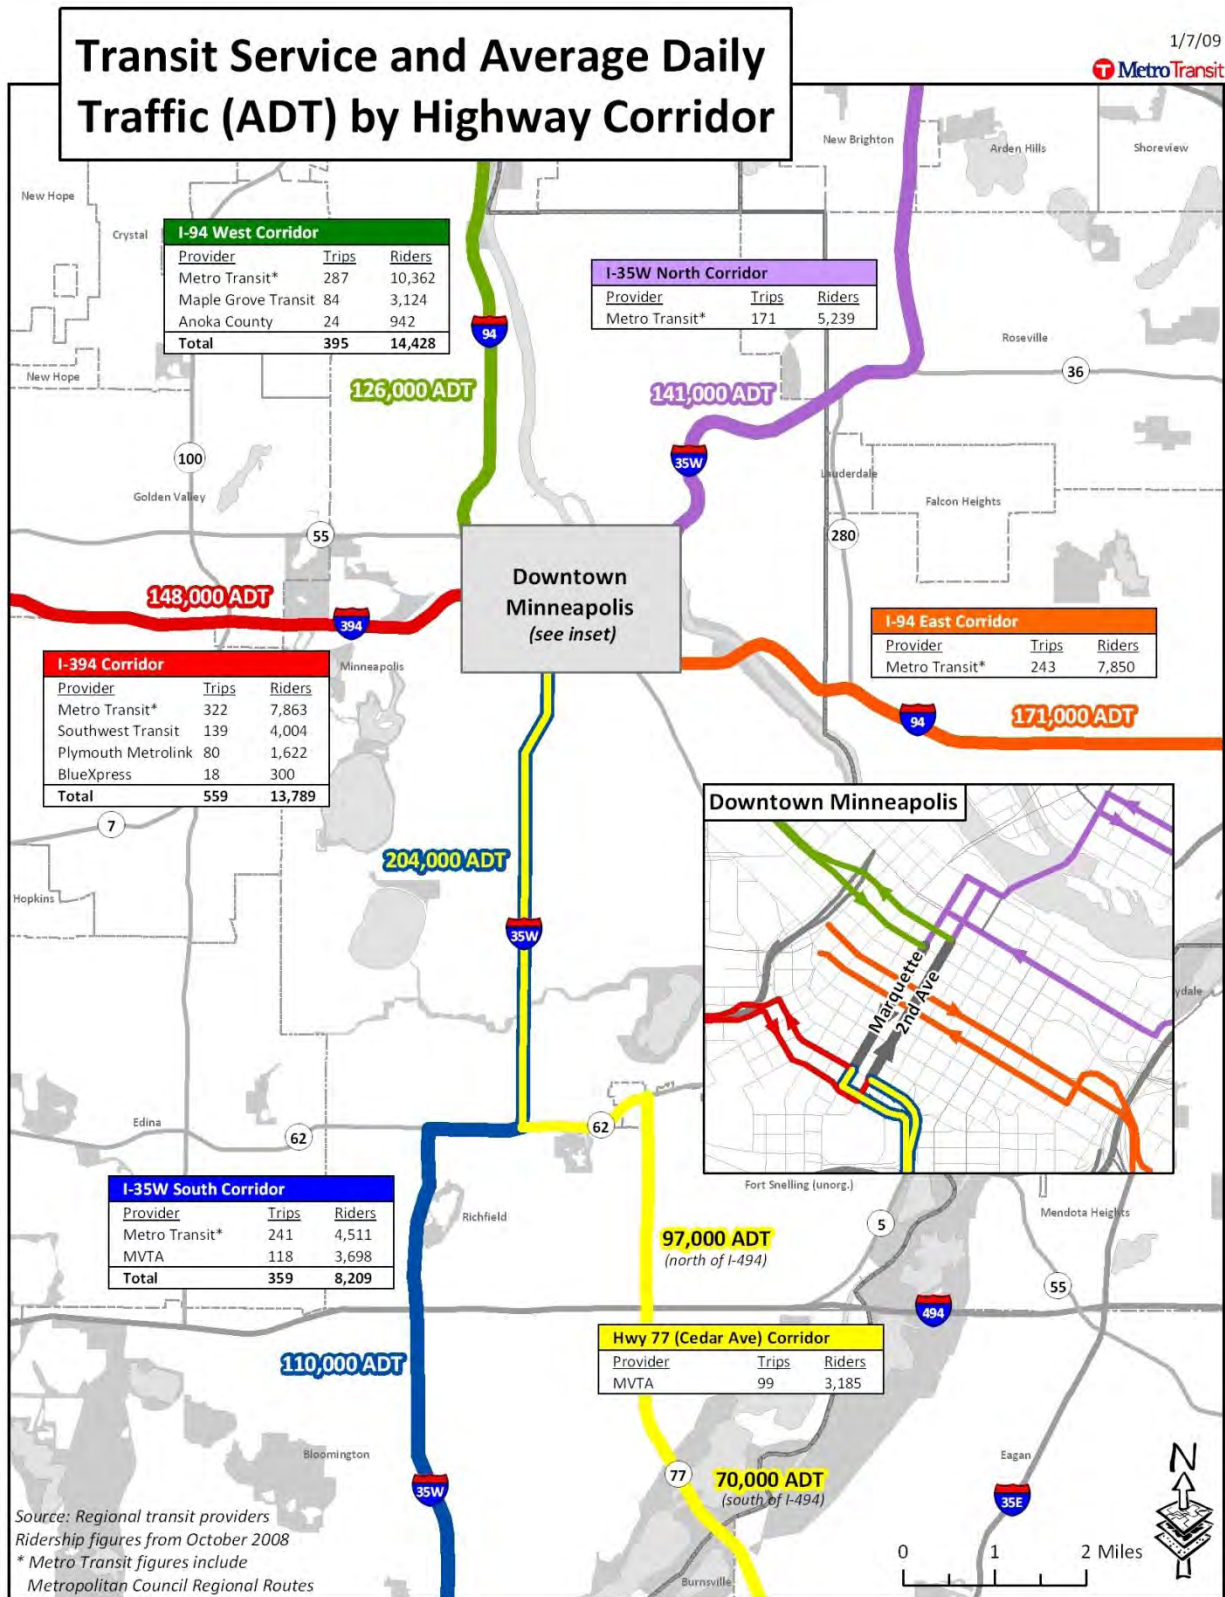 Transit Service and Average Daily
Traffic (ADT) by Highway Corridor
1/7/09
T MetroTransit
New Brighton
Arden Hills
Shoreview
New Hope
Crystal
I-94 West Corridor
Provider Trips Riders
Metro Transit* 287 10,362
Maple Grove Transit 84 3,124
Anoka County 24 942
Total 395 14,428
I-35W North Corridor
Provider Trips Riders
Metro Transit* 171 5,239
94
Roseville
New Hope
126,000 ADT
141,000 ADT
36
100
35W
Lauderdale
Golden Valley
Falcon Heights
55
280
Downtown
Minneapolis
(see inset)
148,000 ADT
394
I-94 East Corridor
Provider Trips Riders
Metro Transit* 243 7,850
I-394 Corridor
Provider Trips Riders
Metro Transit* 322 7,863
Southwest Transit 139 4,004
Plymouth Metrolink 80 1,622
BlueXpress 18 300
Total 559 13,789
Minneapolis
94
171,000 ADT
7
204,000 ADT
Hopkins
35W
Downtown Minneapolis
Marquette
2nd Ave
ydale
Edina
62
62
Fort Snelling (unorg.)
I-35W South Corridor
Provider Trips Riders
Metro Transit* 241 4,511
MVTA 118 3,698
Total 359 8,209
Richfield
5
Mendota Heights
97,000 ADT
(north of I-494)
55
494
Hwy 77 (Cedar Ave) Corridor
Provider Trips Riders
MVTA 99 3,185
110,000 ADT
Bloomington
Eagan
77
70,000 ADT
(south of I-494)
35W
35E
N
Source: Regional transit providers
Ridership figures from October 2008
* Metro Transit figures include
Metropolitan Council Regional Routes
0 1 2 Miles
Burnsville